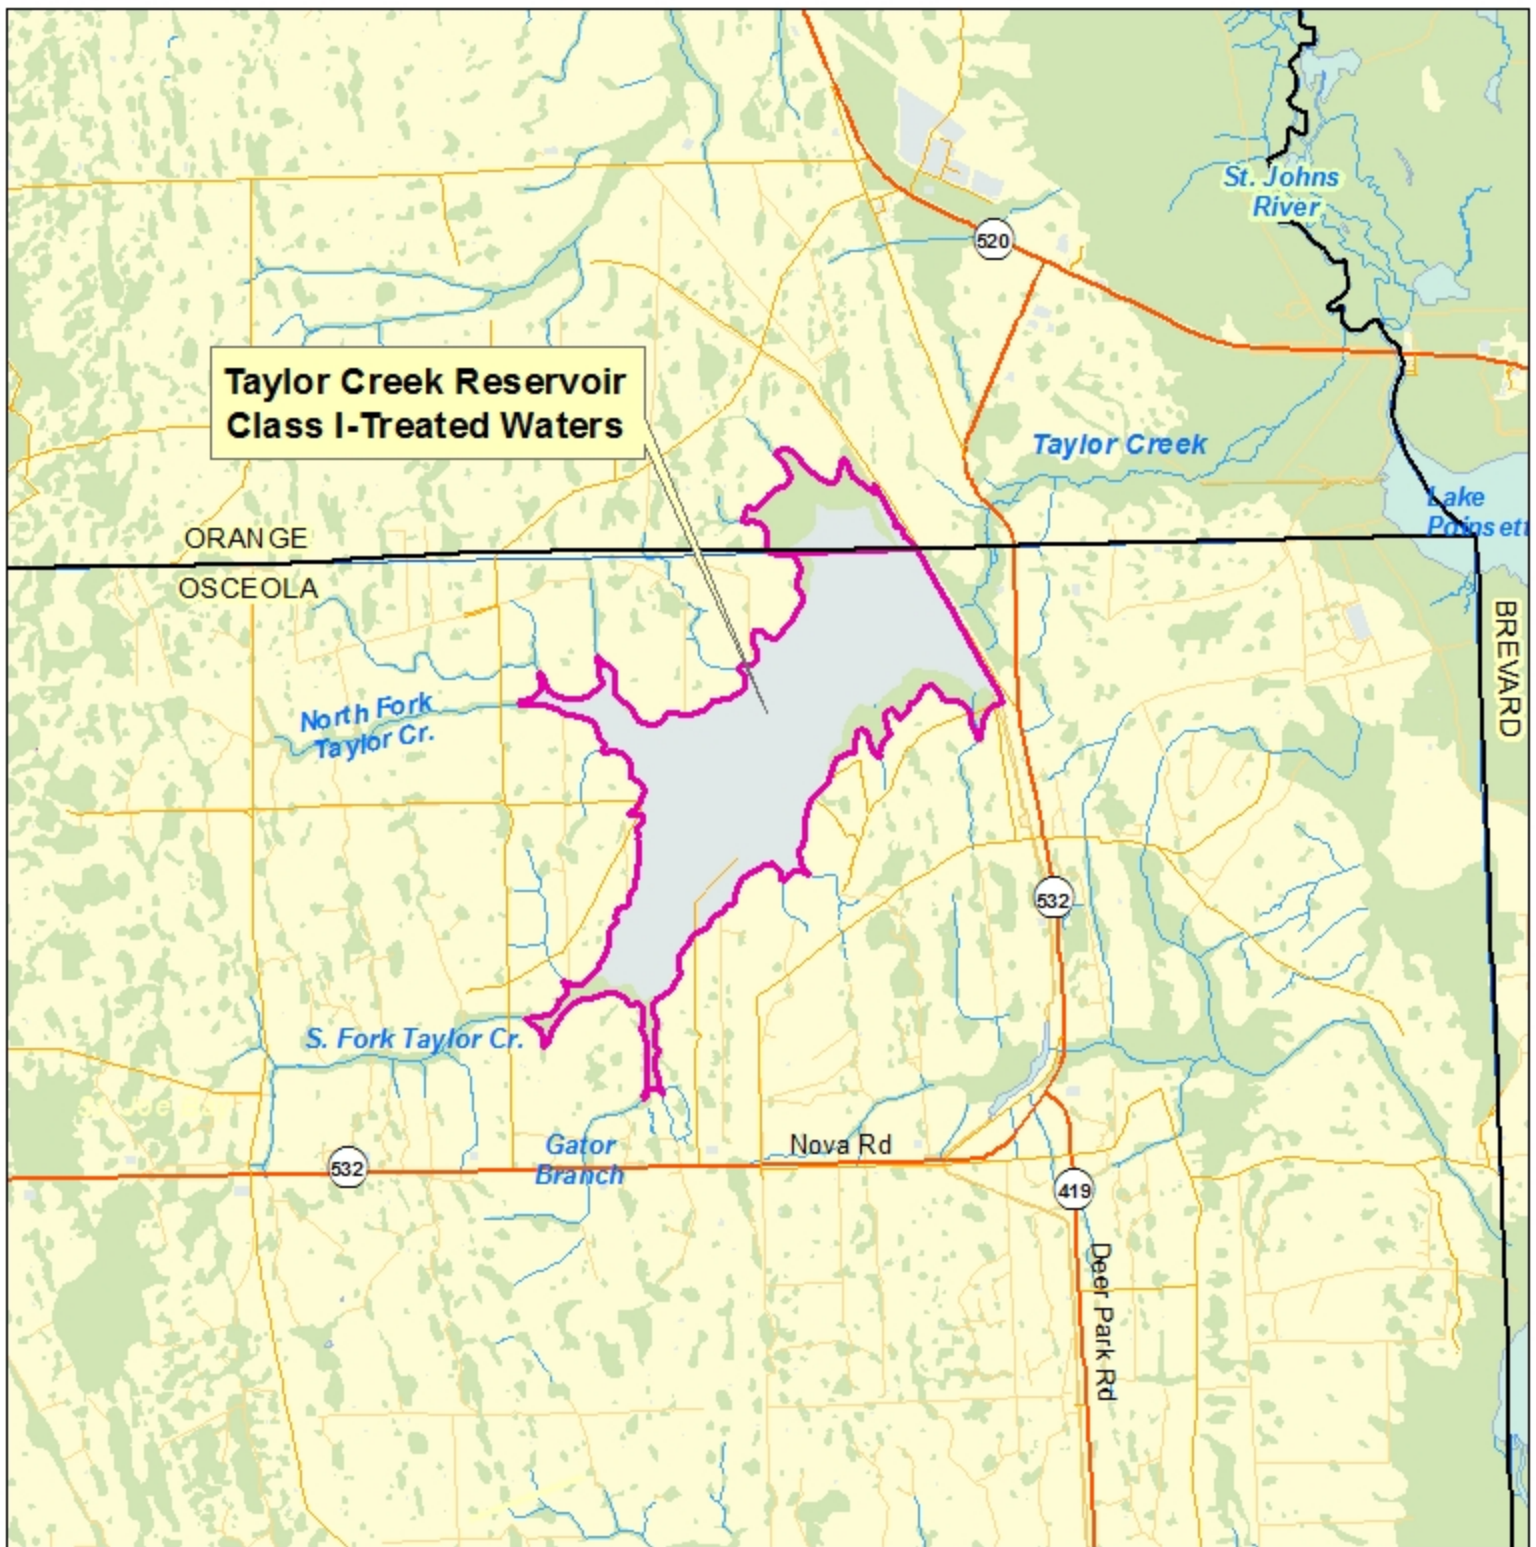 St. Johns
River
520
Taylor Creek Reservoir
Class I-Treated Waters
Taylor Creek
Lake
Poinsett
ORANGE
OSCEOLA
BREVARD
North Fork
Taylor Cr.
532
S. Fork Taylor Cr.
Gator
Branch
Nova Rd
532
419
Deer Park Rd